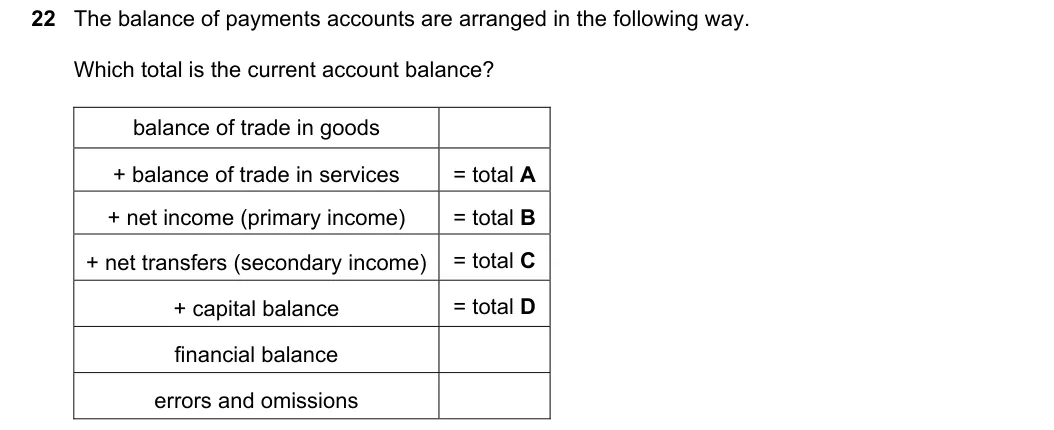 22 The balance of payments accounts are arranged in the following way.
Which total is the current account balance?
balance of trade in goods
+ balance of trade in services = total A
+ net income (primary income) = total B
+ net transfers (secondary income) = total C
+ capital balance = total D
financial balance
errors and omissions